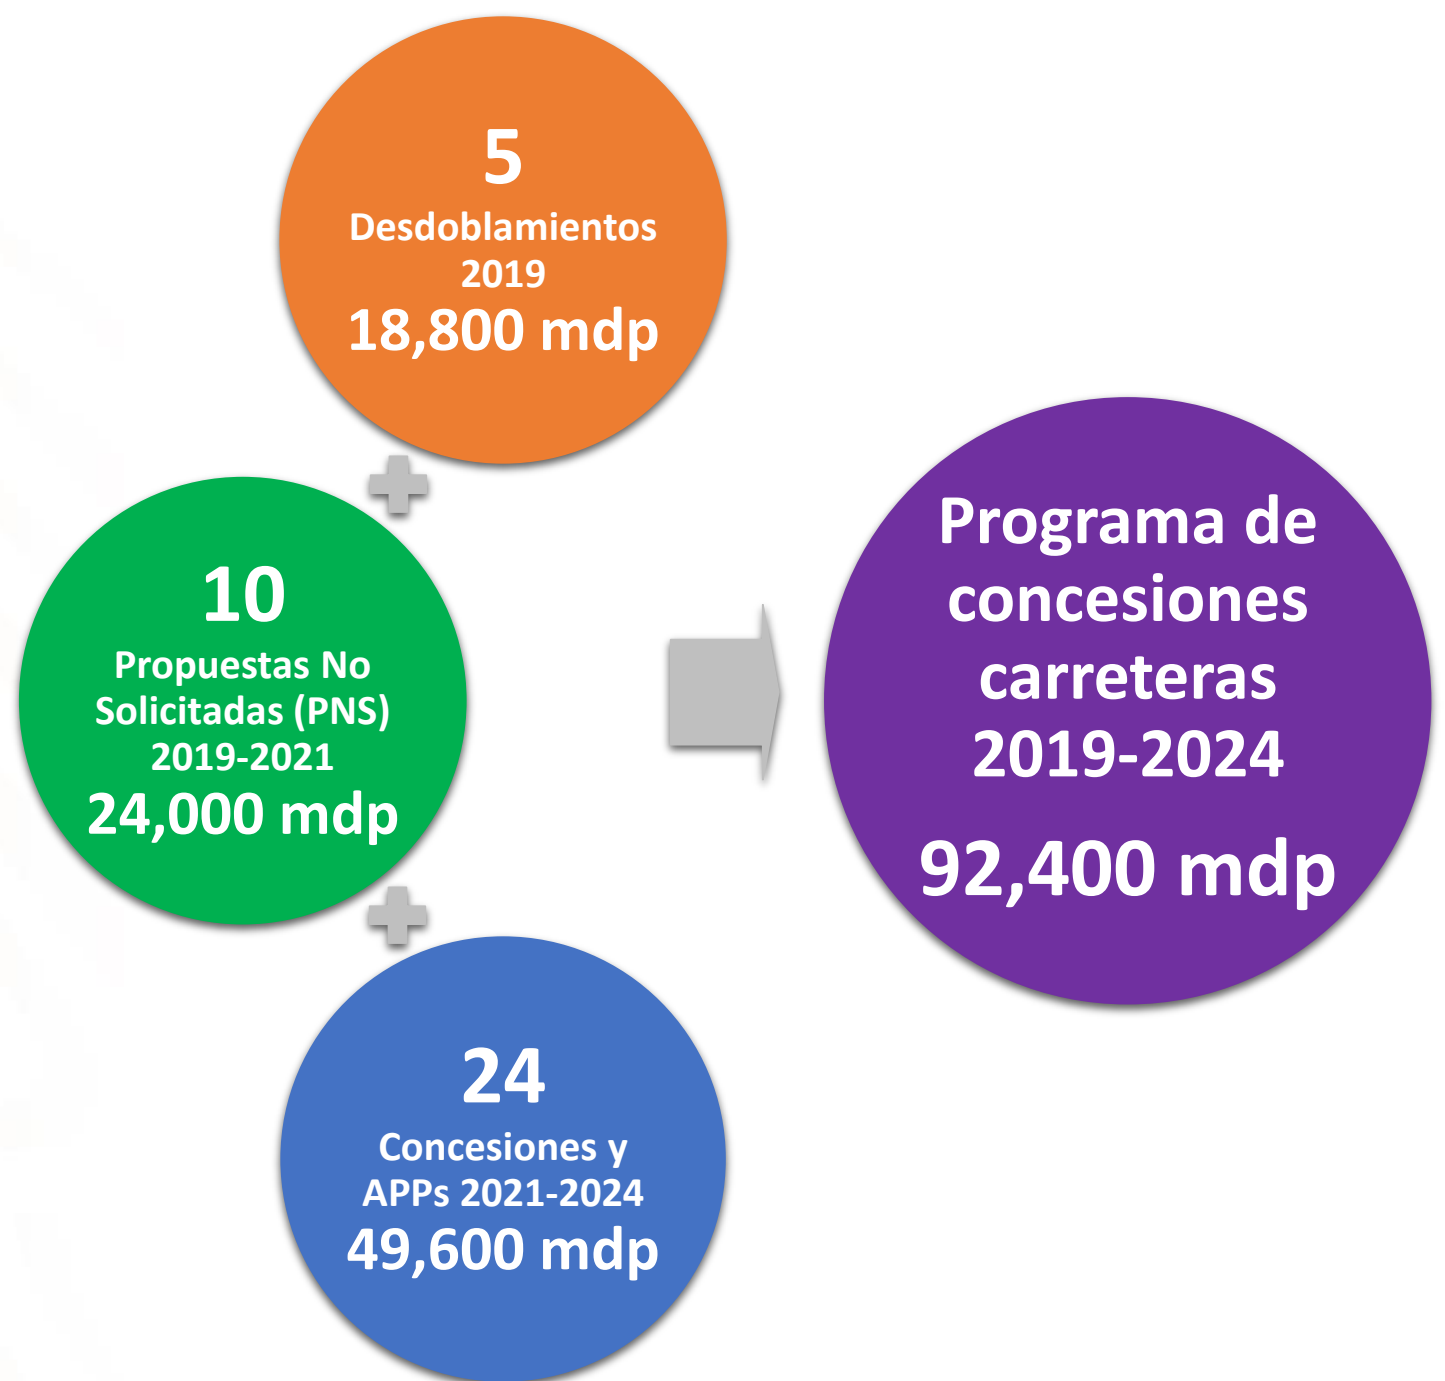 5
Desdoblamientos
2019
18,800 mdp
10
Propuestas No
Solicitadas (PNS)
2019-2021
24,000 mdp
24
Concesiones y
APPs 2021-2024
49,600 mdp
Programa de
concesiones
carreteras
2019-2024
92,400 mdp